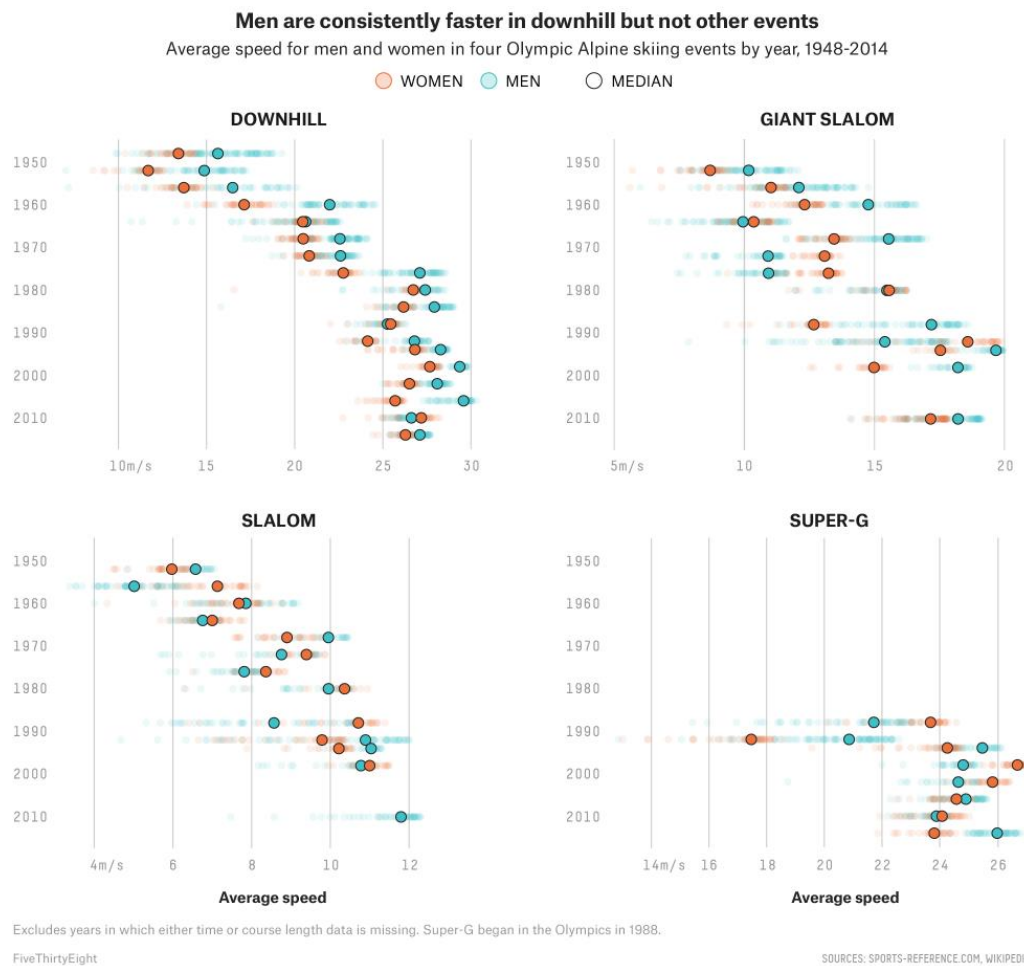 Men are consistently faster in downhill but not other events
Average speed for men and women in four Olympic Alpine skiing events by year, 1948-2014
WOMEN MEN MEDIAN
DOWNHILL
1950
1960
1970
1980
1990
2000
2010
10m/s 15 20 25 30
GIANT SLALOM
1950
1960
1970
1980
1990
2000
2010
5m/s 10 15 20
SLALOM
1950
1960
1970
1980
1990
2000
2010
4m/s 6 8 10 12
Average speed
SUPER-G
1950
1960
1970
1980
1990
2000
2010
14m/s 16 18 20 22 24 26
Average speed
Excludes years in which either time or course length data is missing. Super-G began in the Olympics in 1988.
FiveThirtyEight
SOURCES: SPORTS-REFERENCE.COM, WIKIPEDI